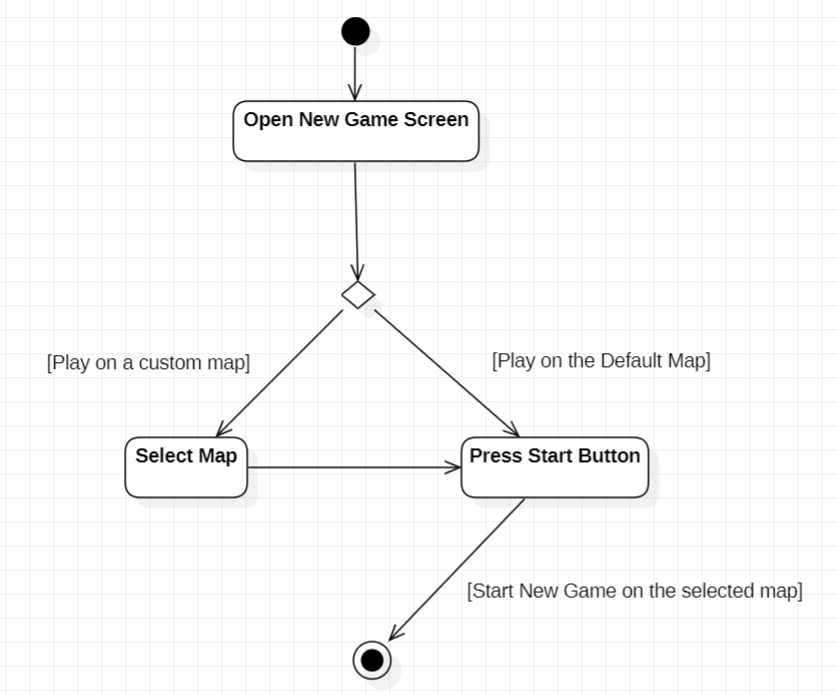 Open New Game Screen
[Play on a custom map]
[Play on the Default Map]
Select Map
Press Start Button
[Start New Game on the selected map]